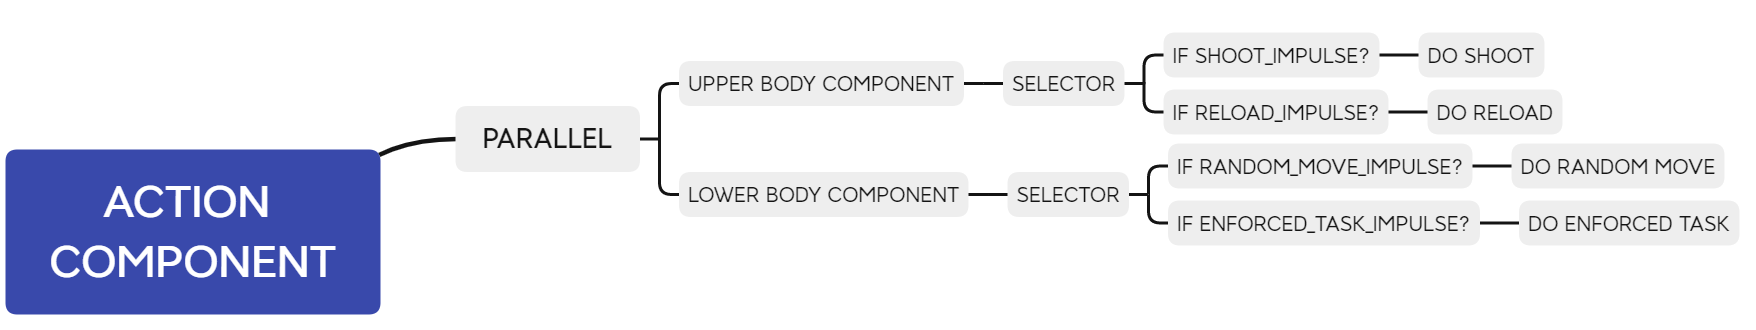 ACTION
COMPONENT
PARALLEL
UPPER BODY COMPONENT
SELECTOR
IF SHOOT_IMPULSE?
DO SHOOT
IF RELOAD_IMPULSE?
DO RELOAD
LOWER BODY COMPONENT
SELECTOR
IF RANDOM_MOVE_IMPULSE?
DO RANDOM MOVE
IF ENFORCED_TASK_IMPULSE?
DO ENFORCED TASK